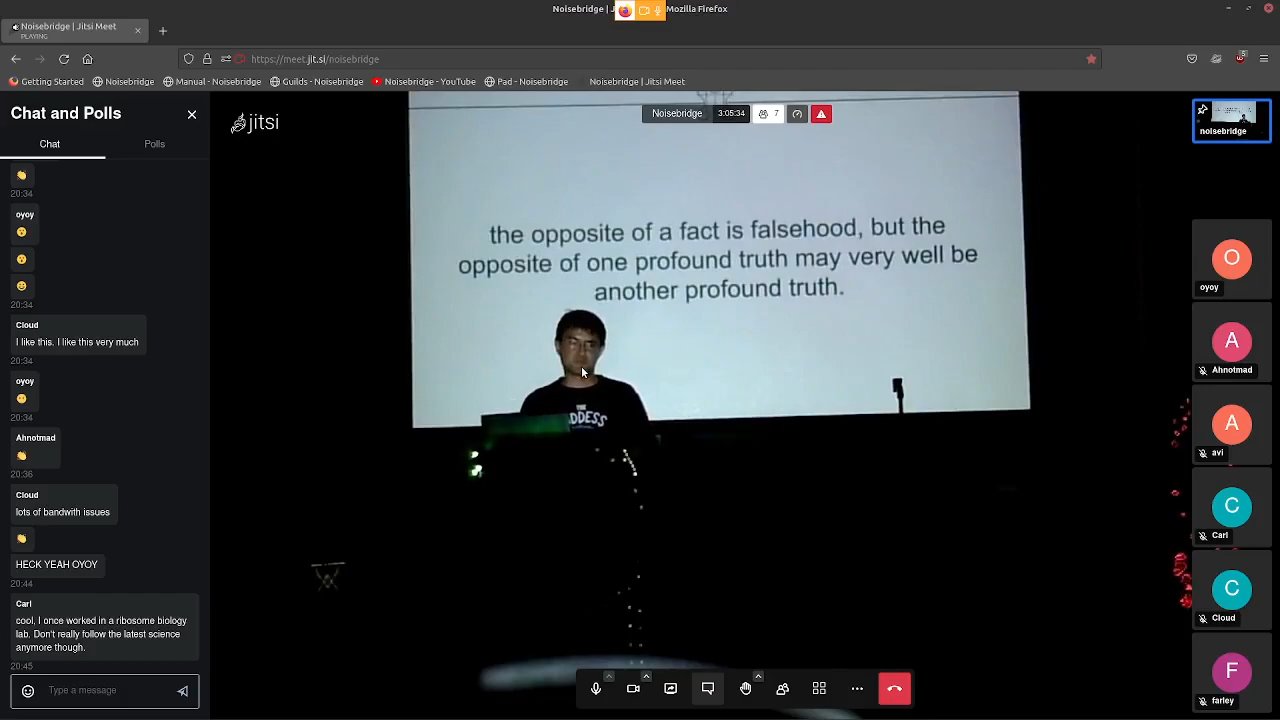 Noisebridge | J
Mozilla Firefox
Noisebridge | Jitsi Meet
PLAYING
https://meet.jit.si/noisebridge
Getting Started
Noisebridge
Manual - Noisebridge
Guilds - Noisebridge
Noisebridge - YouTube
Pad - Noisebridge
Noisebridge | Jitsi Meet
Chat and Polls
Chat
Polls
20:34
oyoy
20:34
Cloud
I like this. I like this very much
20:34
oyoy
20:34
Ahnotmad
20:36
Cloud
lots of bandwith issues
HECK YEAH OYOY
20:44
Carl
cool, I once worked in a ribosome biology
lab. Don't really follow the latest science
anymore though.
20:45
Type a message
jitsi
Noisebridge
3:05:34
7
the opposite of a fact is falsehood, but the
opposite of one profound truth may very well be
another profound truth.
THE
DDESS
noisebridge
O
oyoy
A
Ahnotmad
A
avi
C
Carl
C
Cloud
F
farley